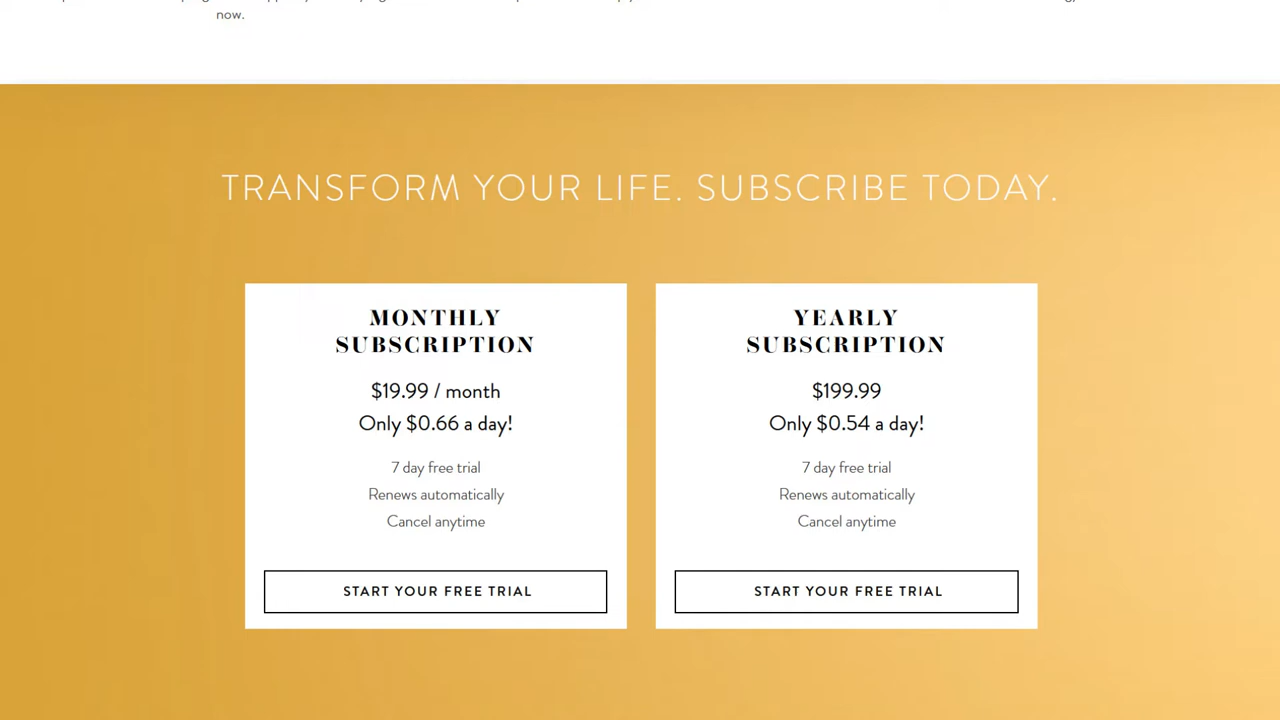 now.
TRANSFORM YOUR LIFE. SUBSCRIBE TODAY.
MONTHLY
SUBSCRIPTION
$19.99 / month
Only $0.66 a day!
7 day free trial
Renews automatically
Cancel anytime
START YOUR FREE TRIAL
YEARLY
SUBSCRIPTION
$199.99
Only $0.54 a day!
7 day free trial
Renews automatically
Cancel anytime
START YOUR FREE TRIAL